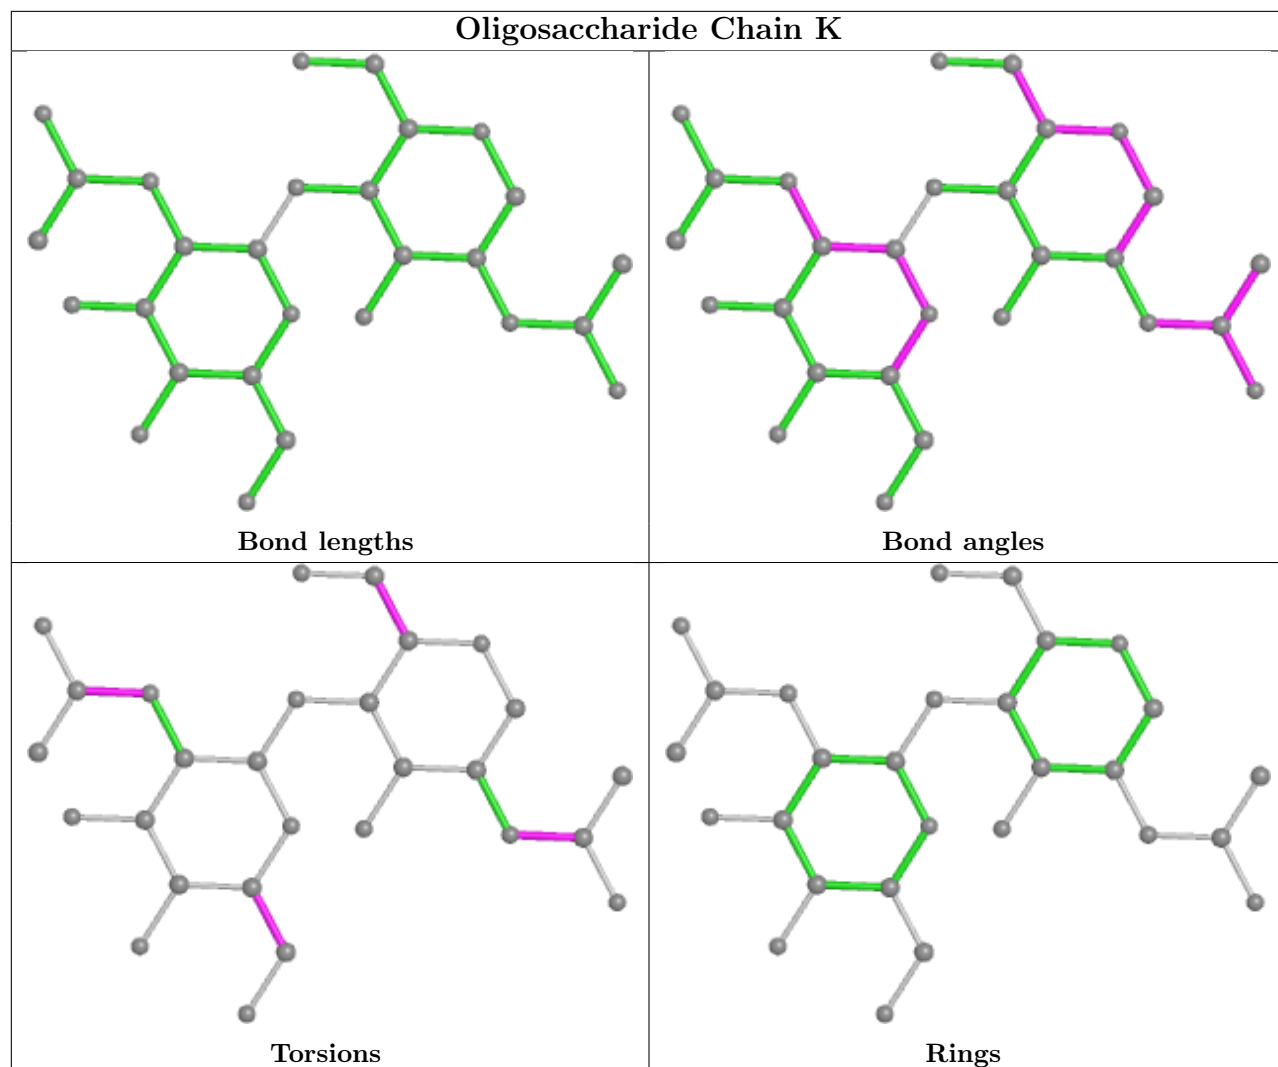 Oligosaccharide Chain K
Bond lengths
Bond angles
Torsions
Rings